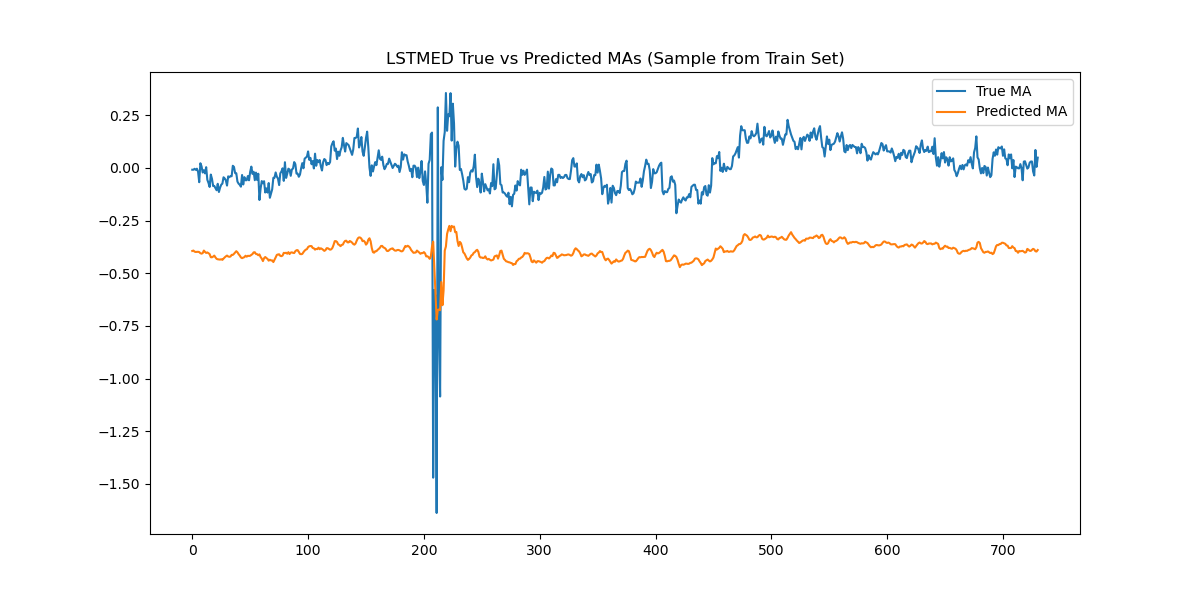 LSTMED True vs Predicted MAs (Sample from Train Set)
True MA
Predicted MA
0.25
0.00
−0.25
−0.50
−0.75
−1.00
−1.25
−1.50
0 100 200 300 400 500 600 700